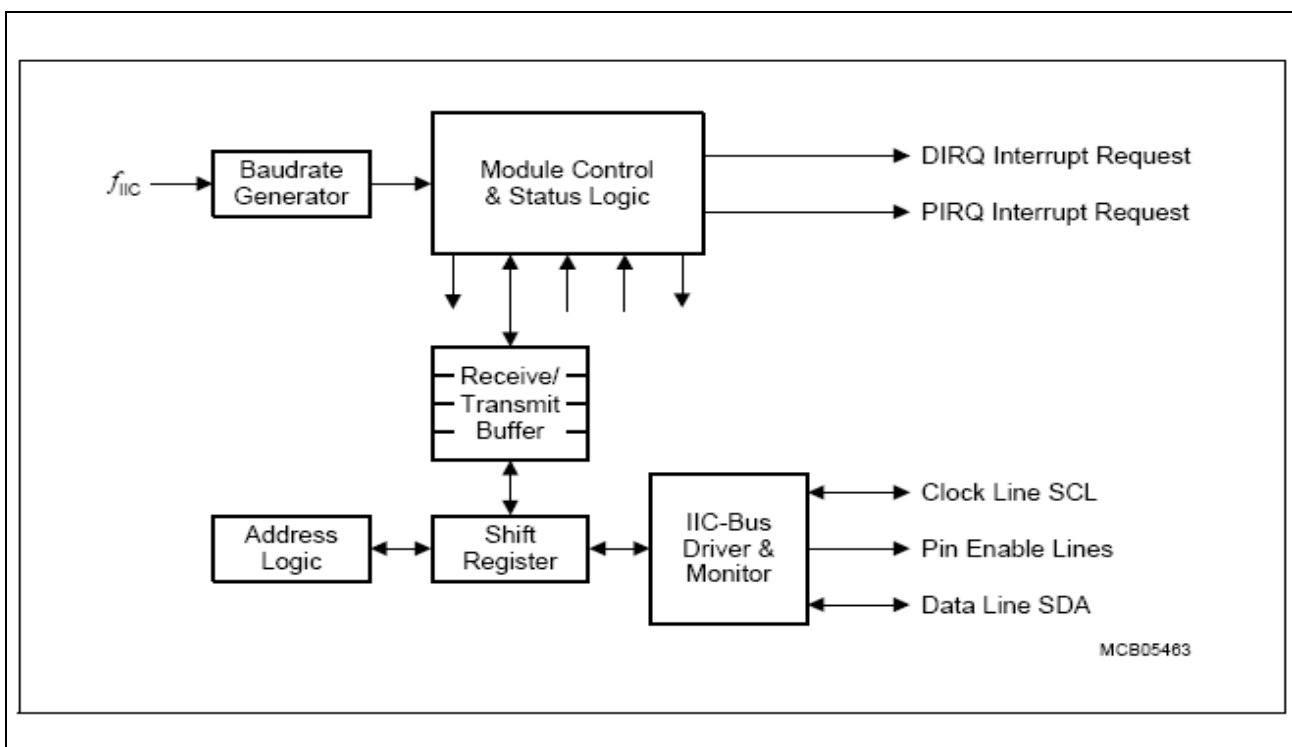 Baudrate
Generator
f IIC
Module Control
& Status Logic
DIRQ Interrupt Request
PIRQ Interrupt Request
Receive/
Transmit
Buffer
Address
Logic
Shift
Register
IIC-Bus
Driver &
Monitor
Clock Line SCL
Pin Enable Lines
Data Line SDA
MCB05463